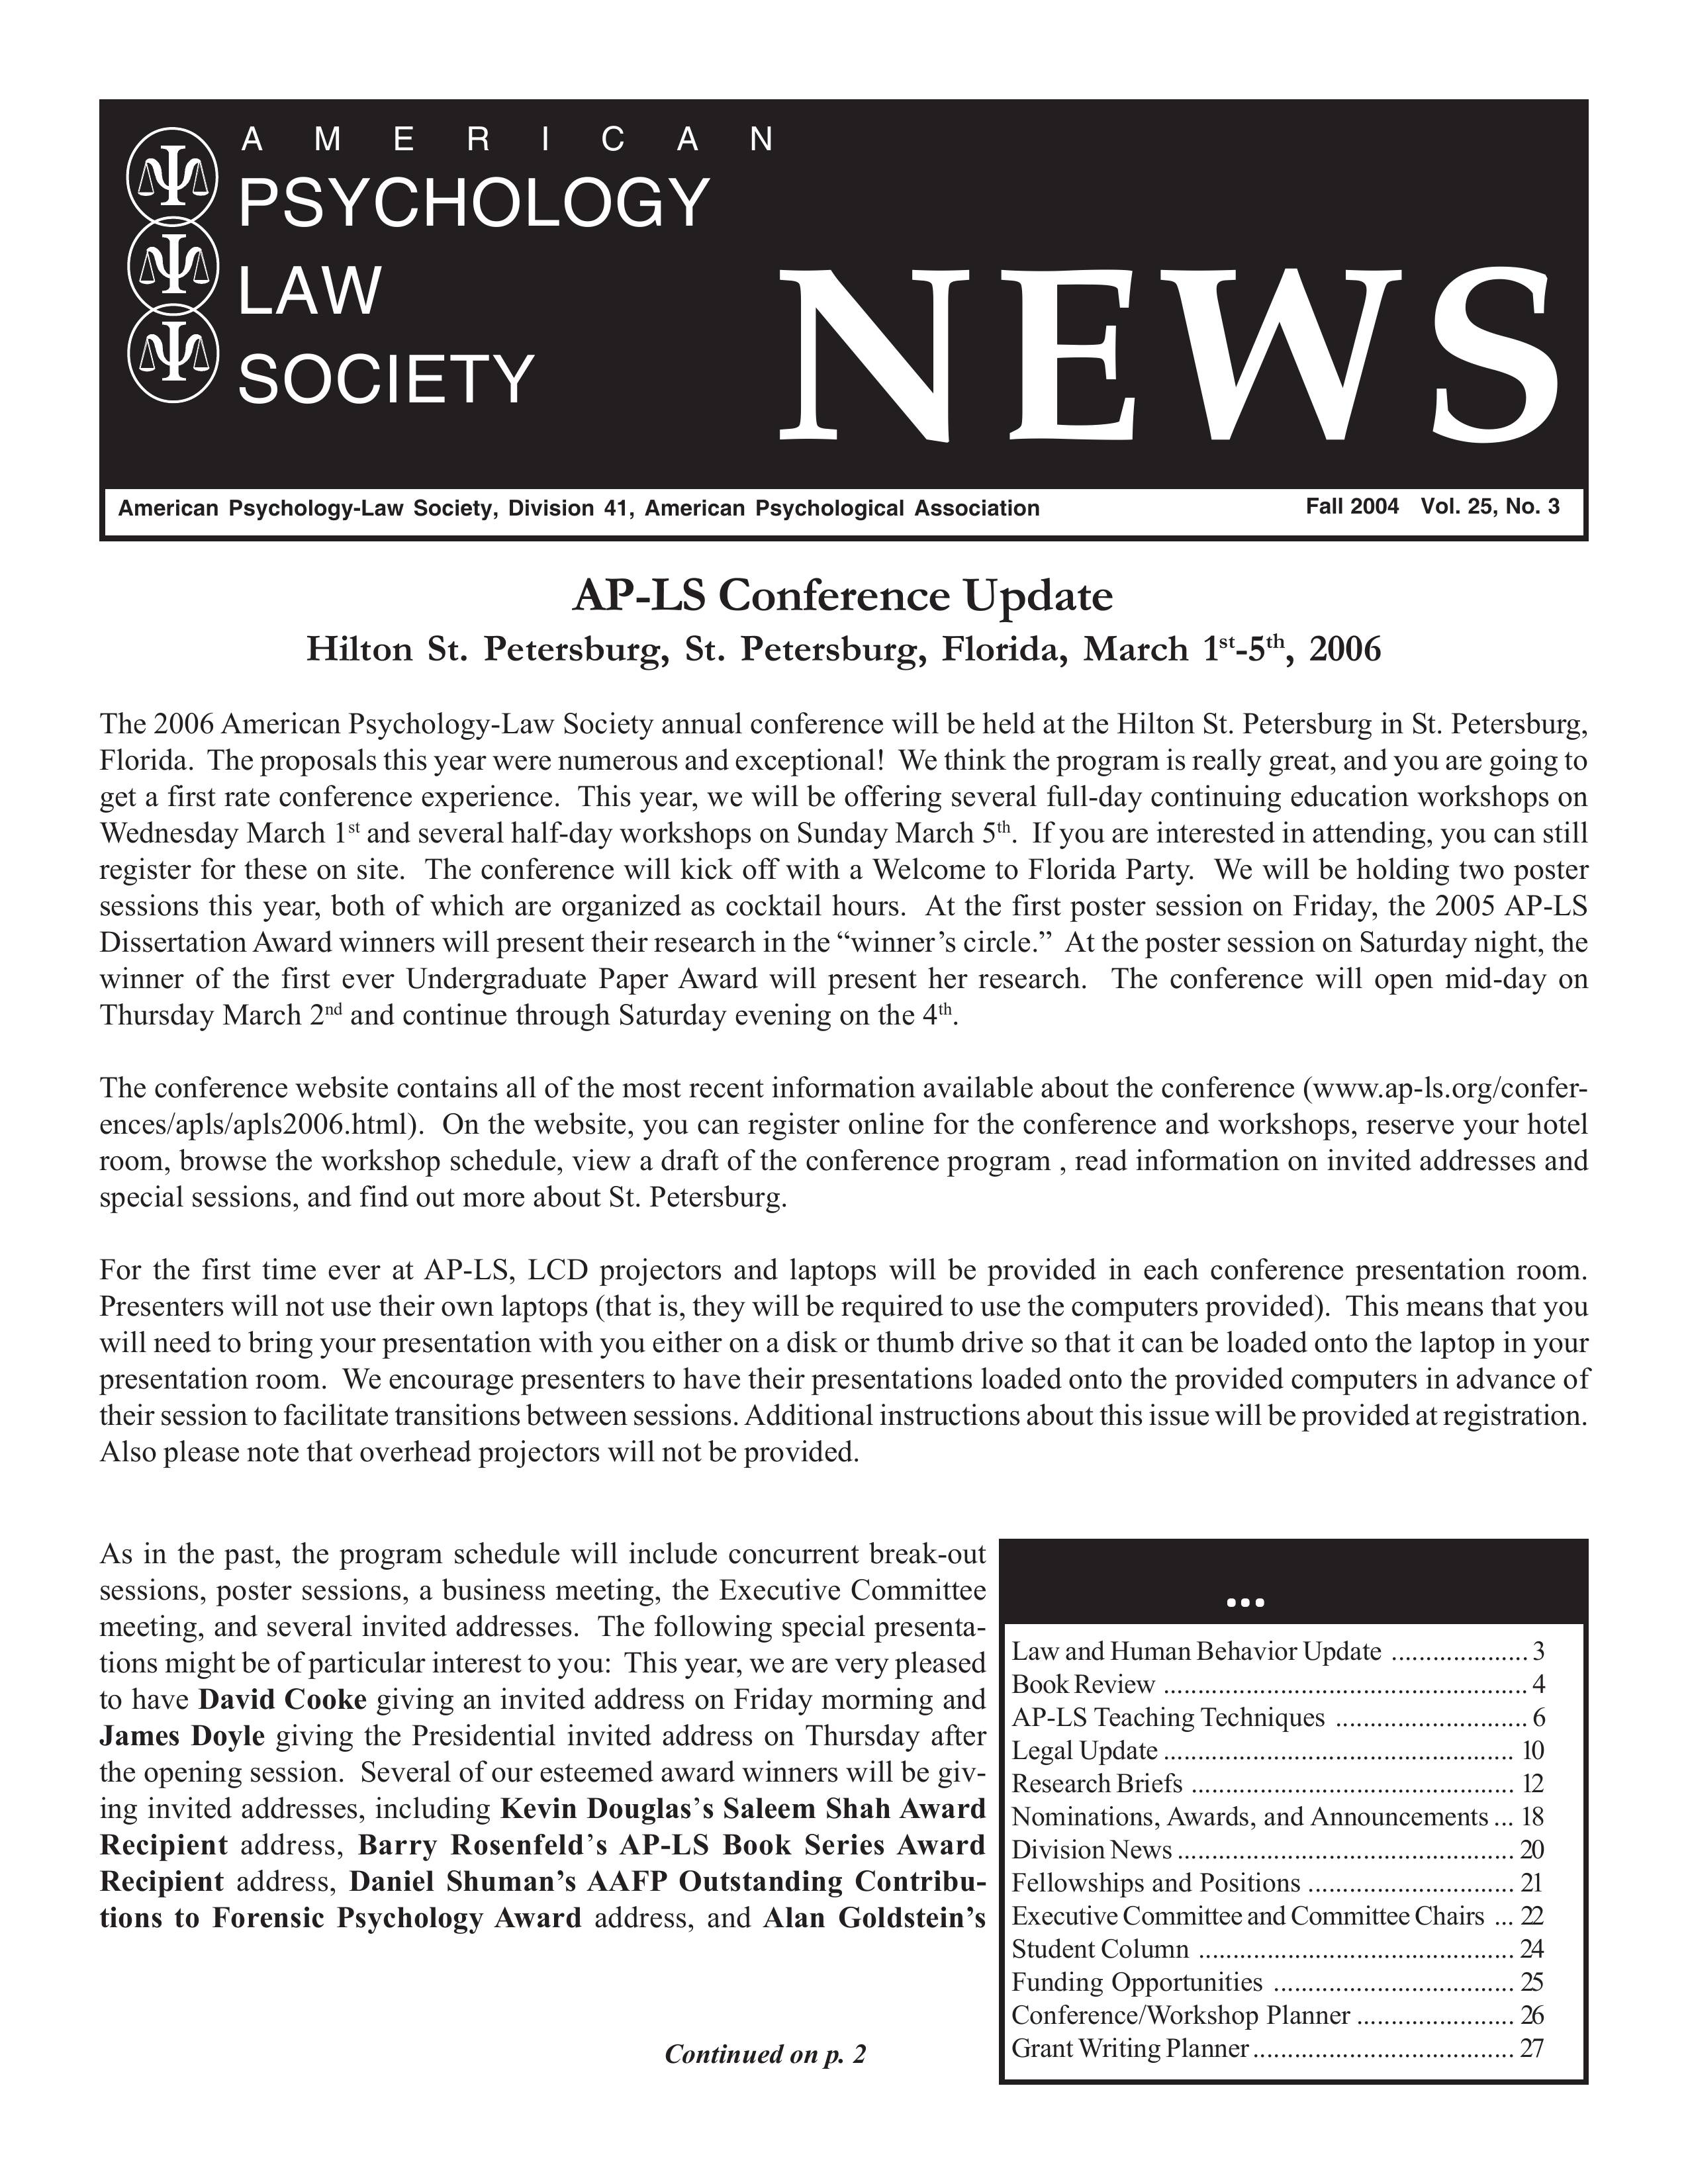 A M E R I C A N
PSYCHOLOGY
LAW
SOCIETY
NEWS
American Psychology-Law Society, Division 41, American Psychological Association
Fall 2004 Vol. 25, No. 3
AP-LS Conference Update
Hilton St. Petersburg, St. Petersburg, Florida, March 1st-5th, 2006
The 2006 American Psychology-Law Society annual conference will be held at the Hilton St. Petersburg in St. Petersburg,
Florida. The proposals this year were numerous and exceptional! We think the program is really great, and you are going to
get a first rate conference experience. This year, we will be offering several full-day continuing education workshops on
Wednesday March 1st and several half-day workshops on Sunday March 5th. If you are interested in attending, you can still
register for these on site. The conference will kick off with a Welcome to Florida Party. We will be holding two poster
sessions this year, both of which are organized as cocktail hours. At the first poster session on Friday, the 2005 AP-LS
Dissertation Award winners will present their research in the “winner’s circle.” At the poster session on Saturday night, the
winner of the first ever Undergraduate Paper Award will present her research. The conference will open mid-day on
Thursday March 2nd and continue through Saturday evening on the 4th.
The conference website contains all of the most recent information available about the conference (www.ap-ls.org/confer-
ences/apls/apls2006.html). On the website, you can register online for the conference and workshops, reserve your hotel
room, browse the workshop schedule, view a draft of the conference program , read information on invited addresses and
special sessions, and find out more about St. Petersburg.
For the first time ever at AP-LS, LCD projectors and laptops will be provided in each conference presentation room.
Presenters will not use their own laptops (that is, they will be required to use the computers provided). This means that you
will need to bring your presentation with you either on a disk or thumb drive so that it can be loaded onto the laptop in your
presentation room. We encourage presenters to have their presentations loaded onto the provided computers in advance of
their session to facilitate transitions between sessions. Additional instructions about this issue will be provided at registration.
Also please note that overhead projectors will not be provided.
As in the past, the program schedule will include concurrent break-out
sessions, poster sessions, a business meeting, the Executive Committee
meeting, and several invited addresses. The following special presenta-
tions might be of particular interest to you: This year, we are very pleased
to have David Cooke giving an invited address on Friday morming and
James Doyle giving the Presidential invited address on Thursday after
the opening session. Several of our esteemed award winners will be giv-
ing invited addresses, including Kevin Douglas’s Saleem Shah Award
Recipient address, Barry Rosenfeld’s AP-LS Book Series Award
Recipient address, Daniel Shuman’s AAFP Outstanding Contribu-
tions to Forensic Psychology Award address, and Alan Goldstein’s
Continued on p. 2
...
Law and Human Behavior Update .................... 3
Book Review ..................................................... 4
AP-LS Teaching Techniques ............................ 6
Legal Update ................................................... 10
Research Briefs ............................................... 12
Nominations, Awards, and Announcements ... 18
Division News ................................................. 20
Fellowships and Positions .............................. 21
Executive Committee and Committee Chairs ... 22
Student Column .............................................. 24
Funding Opportunities ................................... 25
Conference/Workshop Planner ....................... 26
Grant Writing Planner ...................................... 27